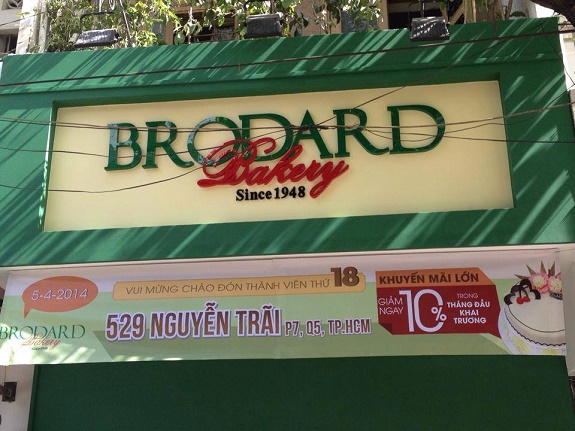 BRODARD
Bakery
Since 1948
5-4-2014
BRODARD
Bakery
VUI MỪNG CHÀO ĐÓN THÀNH VIÊN THỨ 18
529 NGUYỄN TRÃI P7, Q5, TP.HCM
KHUYẾN MÃI LỚN
GIẢM NGAY 10% TRONG THÁNG ĐẦU KHAI TRƯƠNG